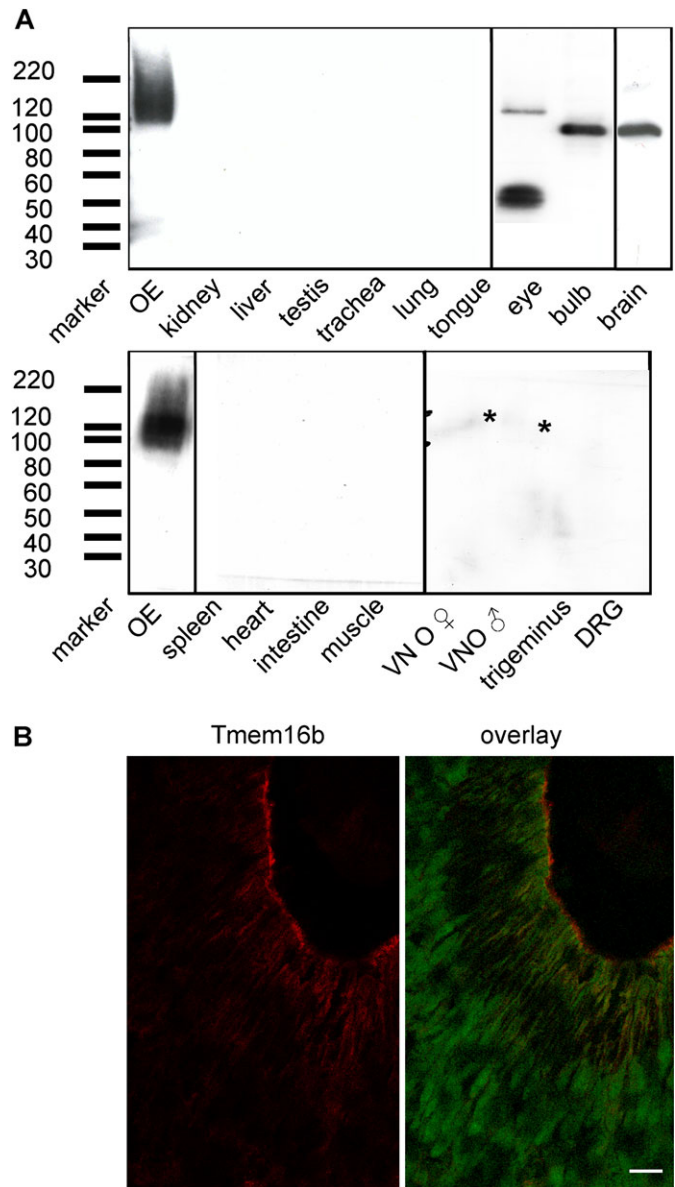 A
220
120
100
80
60
50
40
30
marker
OE
kidney
liver
testis
trachea
lung
tongue
eye
bulb
brain
220
120
100
80
60
50
40
30
marker
OE
spleen
heart
intestine
muscle
VN O ♀
VNO ♂
trigeminus
DRG
* *
B
Tmem16b overlay